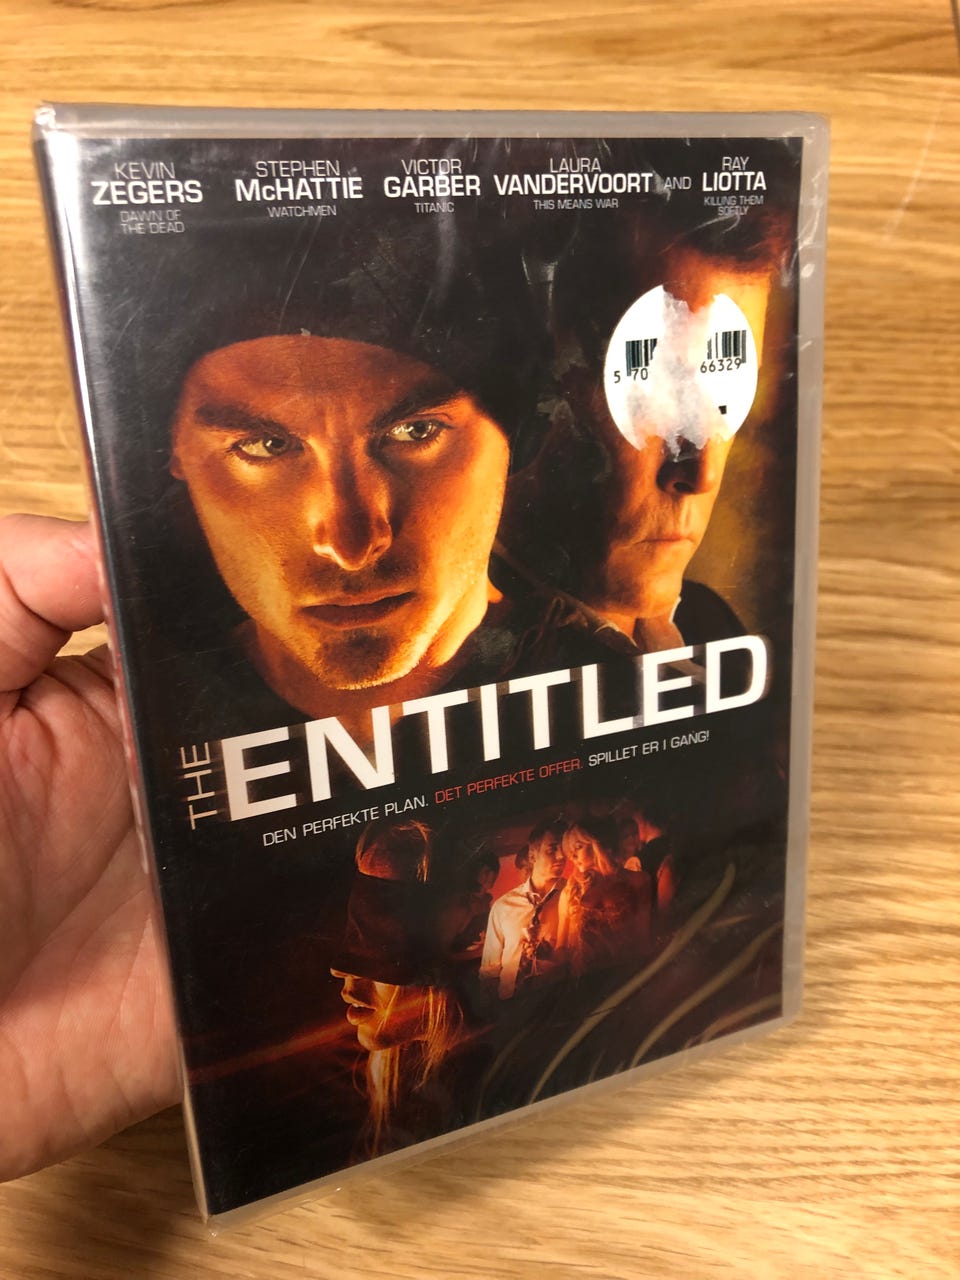 KEVIN
ZEGERS
DAWN OF
THE DEAD
STEPHEN
McHATTIE
WATCHMEN
VICTOR
GARBER
TITANIC
LAURA
VANDERVOORT
THIS MEANS WAR
AND
RAY
LIOTTA
KILLING THEM
SOFTLY
5 70 66329
THE ENTITLED
DEN PERFEKTE PLAN. DET PERFEKTE OFFER. SPILLET ER I GANG!